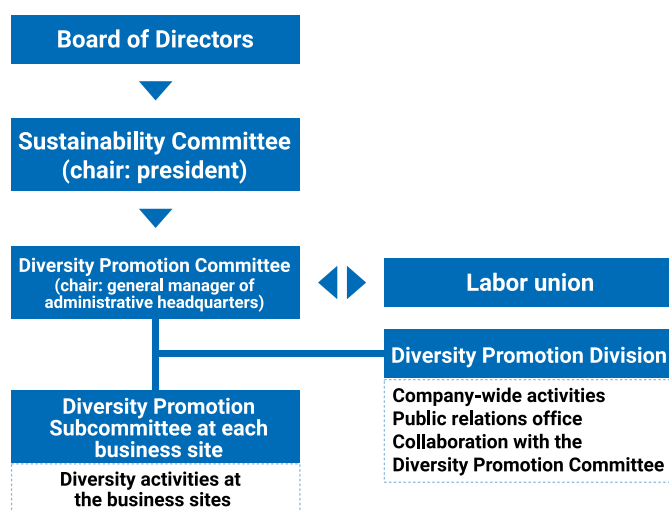 Board of Directors
Sustainability Committee
(chair: president)
Diversity Promotion Committee
(chair: general manager of
administrative headquarters)
Labor union
Diversity Promotion Division
Company-wide activities
Public relations office
Collaboration with the
Diversity Promotion Committee
Diversity Promotion
Subcommittee at each
business site
Diversity activities at
the business sites